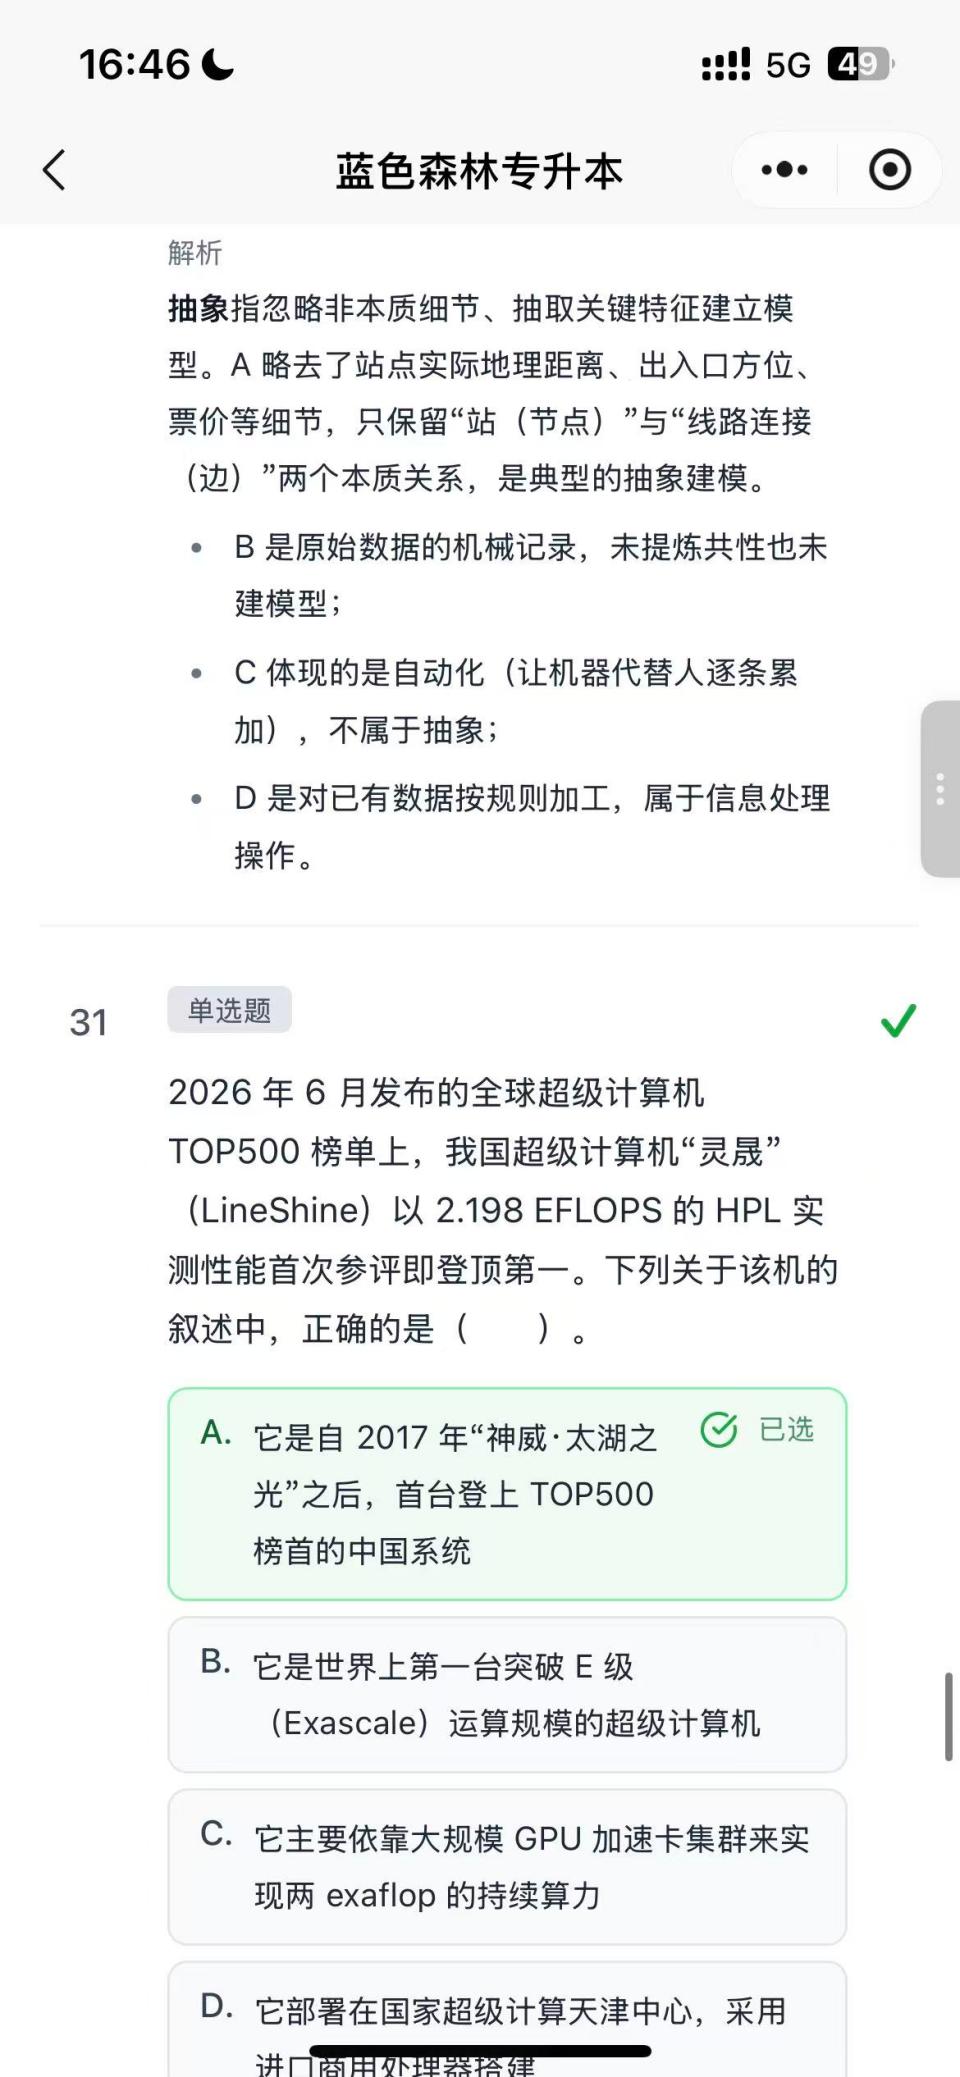 16:46
5G
49
蓝色森林专升本
解析
抽象指忽略非本质细节、抽取关键特征建立模
型。A 略去了站点实际地理距离、出入口方位、
票价等细节，只保留“站（节点）”与“线路连接
（边）”两个本质关系，是典型的抽象建模。
• B 是原始数据的机械记录，未提炼共性也未
建模型；
• C 体现的是自动化（让机器代替人逐条累
加），不属于抽象；
• D 是对已有数据按规则加工，属于信息处理
操作。
31
单选题
2026 年 6 月发布的全球超级计算机
TOP500 榜单上，我国超级计算机“灵晟”
（LineShine）以 2.198 EFLOPS 的 HPL 实
测性能首次参评即登顶第一。下列关于该机的
叙述中，正确的是（　　）。
A. 它是自 2017 年“神威·太湖之
光”之后，首台登上 TOP500
榜首的中国系统
已选
B. 它是世界上第一台突破 E 级
（Exascale）运算规模的超级计算机
C. 它主要依靠大规模 GPU 加速卡集群来实
现两 exaflop 的持续算力
D. 它部署在国家超级计算天津中心，采用
进口商用处理器搭建